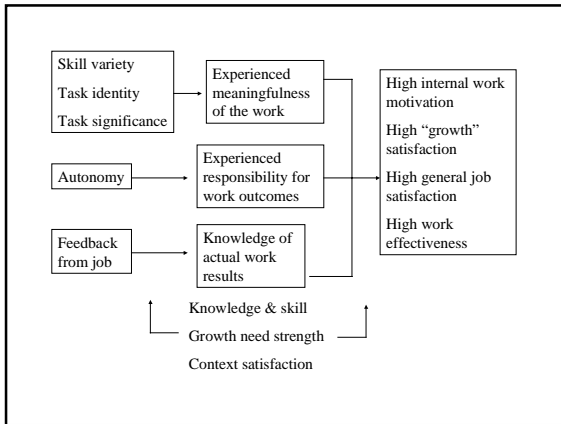 Skill variety
Task identity
Task significance
Experienced
meaningfulness
of the work
Autonomy
Experienced
responsibility for
work outcomes
Feedback
from job
Knowledge of
actual work
results
High internal work
motivation
High “growth”
satisfaction
High general job
satisfaction
High work
effectiveness
Knowledge & skill
Growth need strength
Context satisfaction